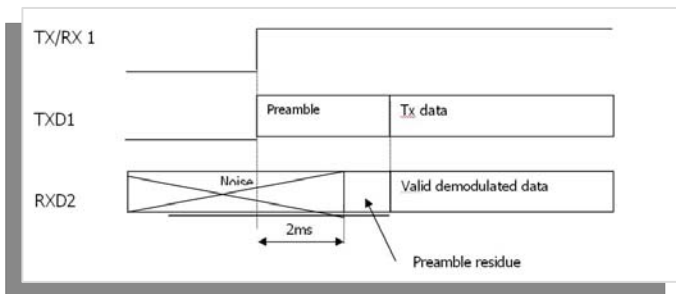 TX/RX 1
TXD1
Preamble
Tx data
RXD2
Noise
Valid demodulated data
2ms
Preamble residue